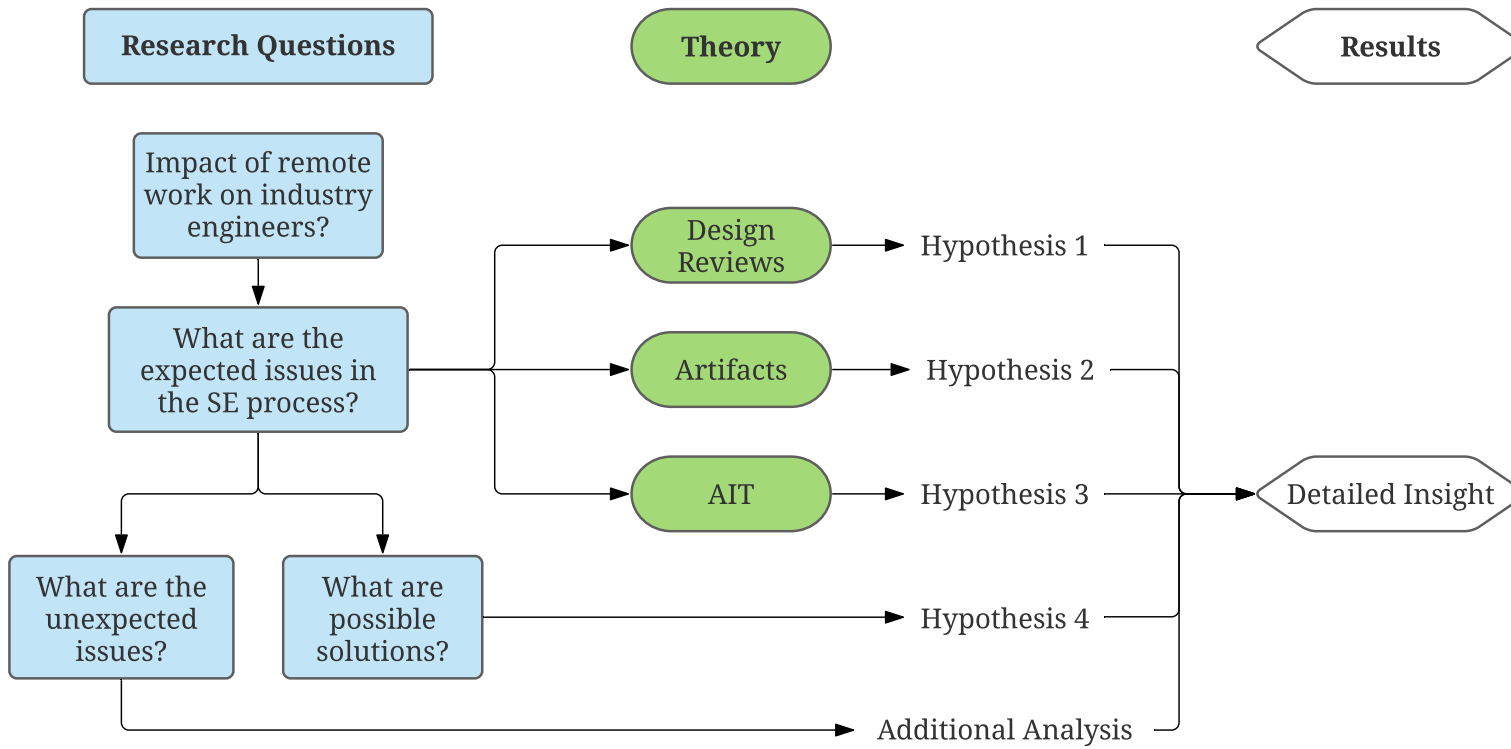 Research Questions
Theory
Results
Impact of remote
work on industry
engineers?
What are the
expected issues in
the SE process?
What are the
unexpected
issues?
What are
possible
solutions?
Design
Reviews
Artifacts
AIT
Hypothesis 1
Hypothesis 2
Hypothesis 3
Hypothesis 4
Additional Analysis
Detailed Insight